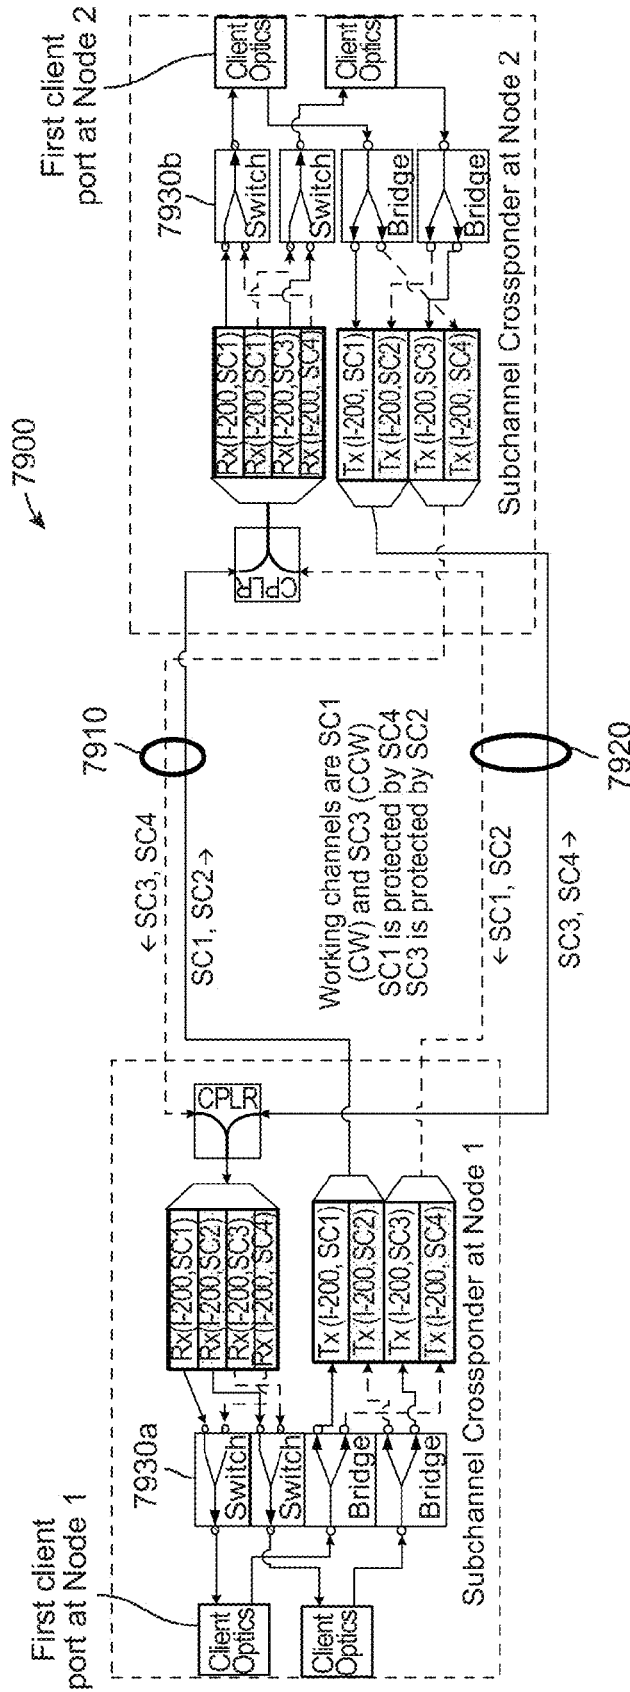 7900
First client
port at Node 1
7930a
Client
Optics
Client
Optics
Switch
Switch
Bridge
Bridge
Rx(I-200,SC1)
Rx(I-200,SC2)
Rx(I-200,SC3)
Rx(I-200, SC4)
Tx (I-200, SC1)
Tx (I-200,SC2)
Tx (I-200,SC3)
Tx (I-200, SC4)
CPLR
Subchannel Crossponder at Node 1
7910
←SC3, SC4
SC1, SC2→
Working channels are SC1
(CW) and SC3 (CCW)
SC1 is protected by SC4
SC3 is protected by SC2
←SC1, SC2
SC3, SC4→
7920
First client
port at Node 2
7930b
CPLR
Rx(I-200,SC1)
Rx(I-200,SC1)
Rx(I-200,SC3)
Rx(I-200,SC4)
Tx (I-200, SC1)
Tx (I-200,SC2)
Tx (I-200,SC3)
Tx (I-200, SC4)
Switch
Switch
Bridge
Bridge
Client
Optics
Client
Optics
Subchannel Crossponder at Node 2